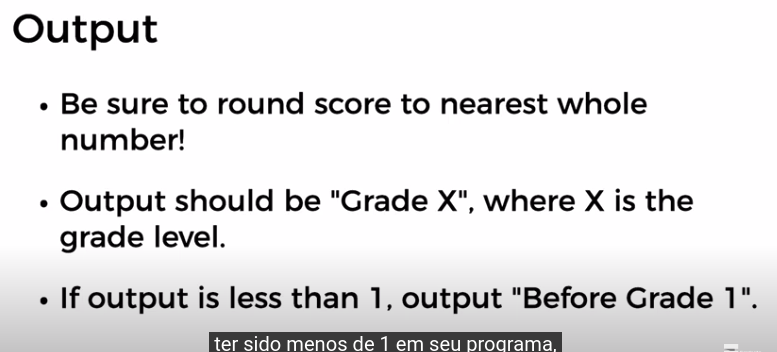 Output
• Be sure to round score to nearest whole
number!
• Output should be "Grade X", where X is the
grade level.
• If output is less than 1, output "Before Grade 1".
ter sido menos de 1 em seu programa,